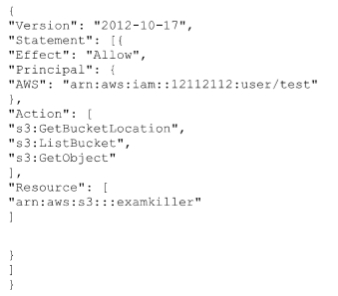 {
"Version": "2012-10-17",
"Statement": [{
"Effect": "Allow",
"Principal": {
"AWS": "arn:aws:iam::12112112:user/test"
},
"Action": [
"s3:GetBucketLocation",
"s3:ListBucket",
"s3:GetObject"
],
"Resource": [
"arn:aws:s3:::examkiller"
]
}
]
}